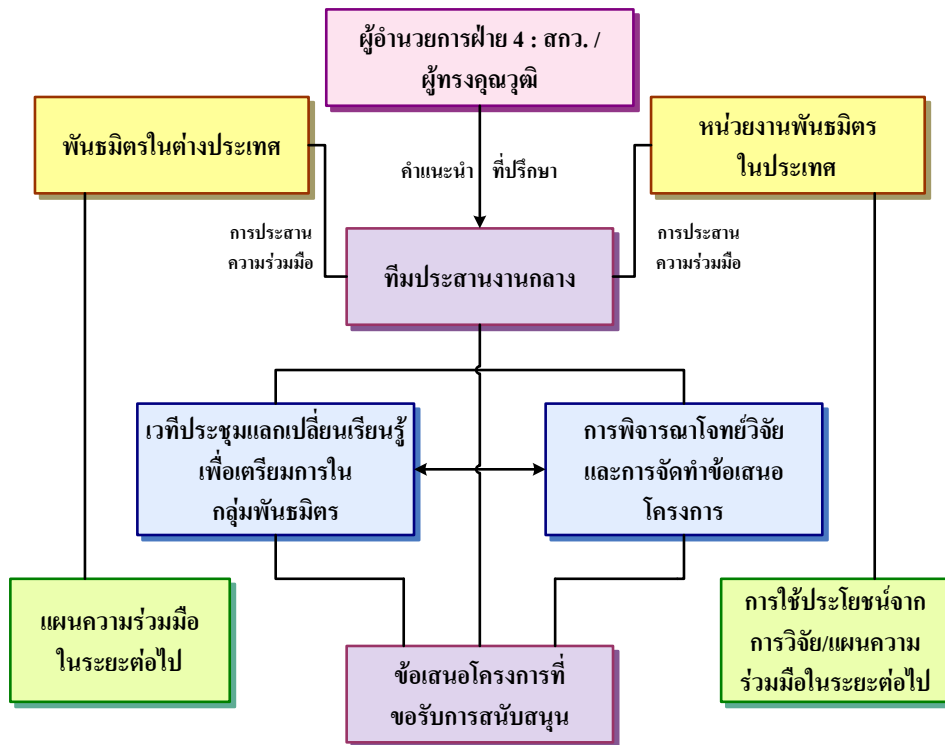 ผู้อำนวยการฝ่าย 4 : สกว. /
ผู้ทรงคุณวุฒิ
พันธมิตรในต่างประเทศ
หน่วยงานพันธมิตร
ในประเทศ
คำแนะนำ ที่ปรึกษา
การประสาน
ความร่วมมือ
การประสาน
ความร่วมมือ
ทีมประสานงานกลาง
เวทีประชุมแลกเปลี่ยนเรียนรู้
เพื่อเตรียมการใน
กลุ่มพันธมิตร
การพิจารณาโจทย์วิจัย
และการจัดทำข้อเสนอ
โครงการ
แผนความร่วมมือ
ในระยะต่อไป
ข้อเสนอโครงการที่
ขอรับการสนับสนุน
การใช้ประโยชน์จาก
การวิจัย/แผนความ
ร่วมมือในระยะต่อไป